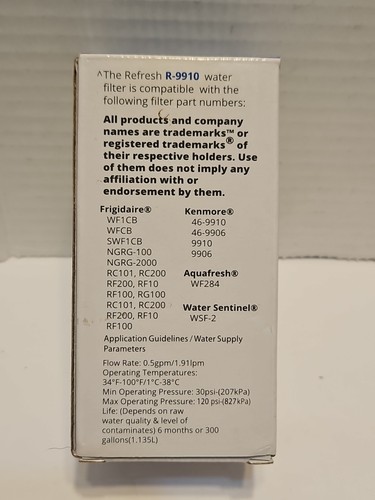 ^The Refresh R-9910 water
filter is compatible with the
following filter part numbers:
All products and company
names are trademarks™ or
registered trademarks® of
their respective holders. Use
of them does not imply any
affiliation with or
endorsement by them.
Frigidaire®
WF1CB
WFCB
SWF1CB
NGRG-100
NGRG-2000
RC101, RC200
RF200, RF10
RF100, RG100
RC101, RC200
RF200, RF10
RF100
Kenmore®
46-9910
46-9906
9910
9906
Aquafresh®
WF284
Water Sentinel®
WSF-2
Application Guidelines/Water Supply
Parameters
Flow Rate: 0.5gpm/1.91lpm
Operating Temperatures:
34°F-100°F/1°C-38°C
Min Operating Pressure: 30psi-(207kPa)
Max Operating Pressure: 120 psi-(827kPa)
Life: (Depends on raw
water quality & level of
contaminates) 6 months or 300
gallons(1.135L)